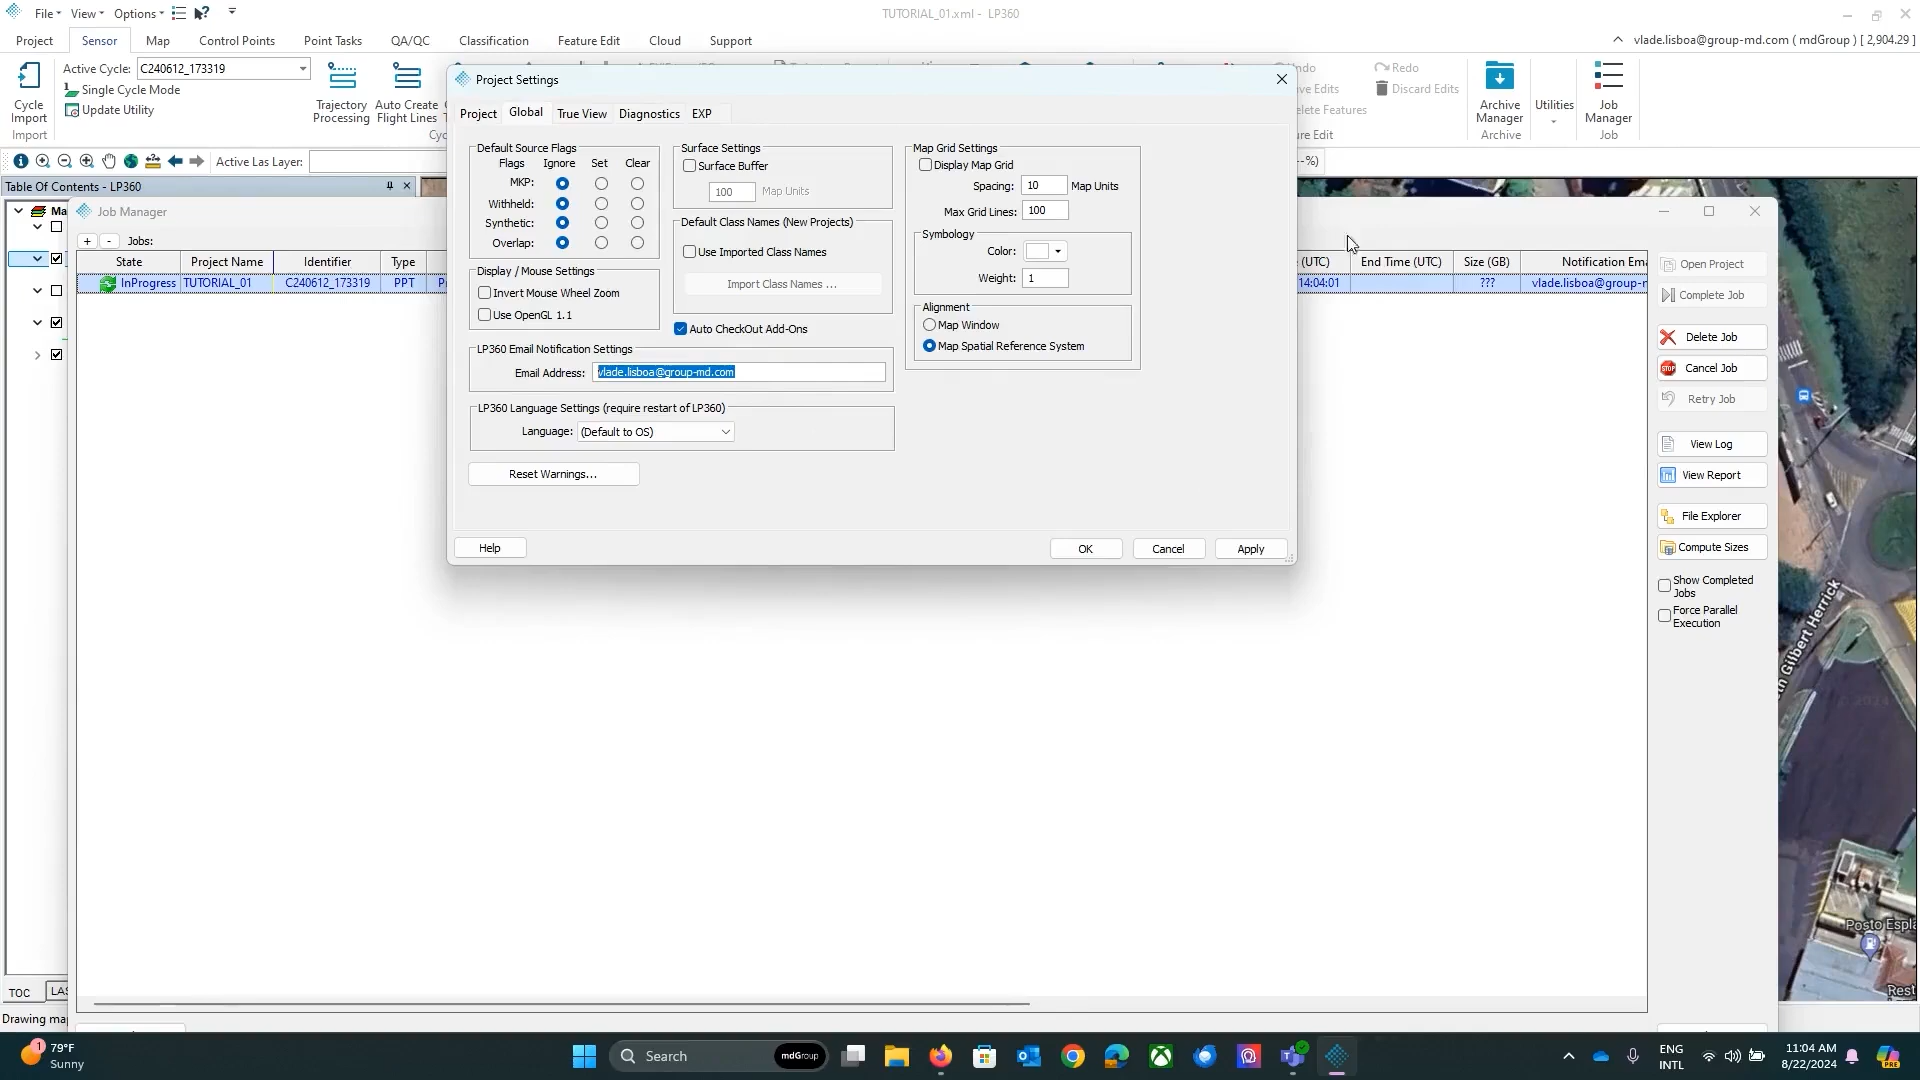 File View Options TUTORIAL_01.xml - LP360
Project Sensor Map Control Points Point Tasks QA/QC Classification Feature Edit Cloud Support vlade.lisboa@group-md.com ( mdGroup ) [ 2,904.29 ]
Cycle Import
Import
Active Cycle: C240612_173319
Single Cycle Mode
Update Utility
Trajectory Processing
Auto Create Flight Lines
Redo
Discard Edits
Archive Manager
Archive
Utilities
Job Manager
Job
Active Las Layer:
Table Of Contents - LP360
TOC
Job Manager
+ - Jobs:
State Project Name Identifier Type (UTC) End Time (UTC) Size (GB)
InProgress TUTORIAL_01 C240612_173319 PPT 14:04:01 ???
Open Project
Complete Job
Delete Job
STOP Cancel Job
Retry Job
View Log
View Report
File Explorer
Compute Sizes
Show Completed Jobs
Force Parallel Execution
Project Settings
Project Global True View Diagnostics EXP
Default Source Flags
Flags Ignore Set Clear
MKP:
Withheld:
Synthetic:
Overlap:
Display / Mouse Settings
Invert Mouse Wheel Zoom
Use OpenGL 1.1
Surface Settings
Surface Buffer
100 Map Units
Default Class Names (New Projects)
Use Imported Class Names
Import Class Names ...
Auto CheckOut Add-Ons
LP360 Email Notification Settings
Email Address: vlade.lisboa@group-md.com
LP360 Language Settings (require restart of LP360)
Language: (Default to OS)
Reset Warnings...
Map Grid Settings
Display Map Grid
Spacing: 10 Map Units
Max Grid Lines: 100
Symbology
Color:
Weight: 1
Alignment
Map Window
Map Spatial Reference System
Help OK Cancel Apply
Gilbert Herrick
79°F
Sunny
Search mdGroup
ENG
INTL
11:04 AM
8/22/2024